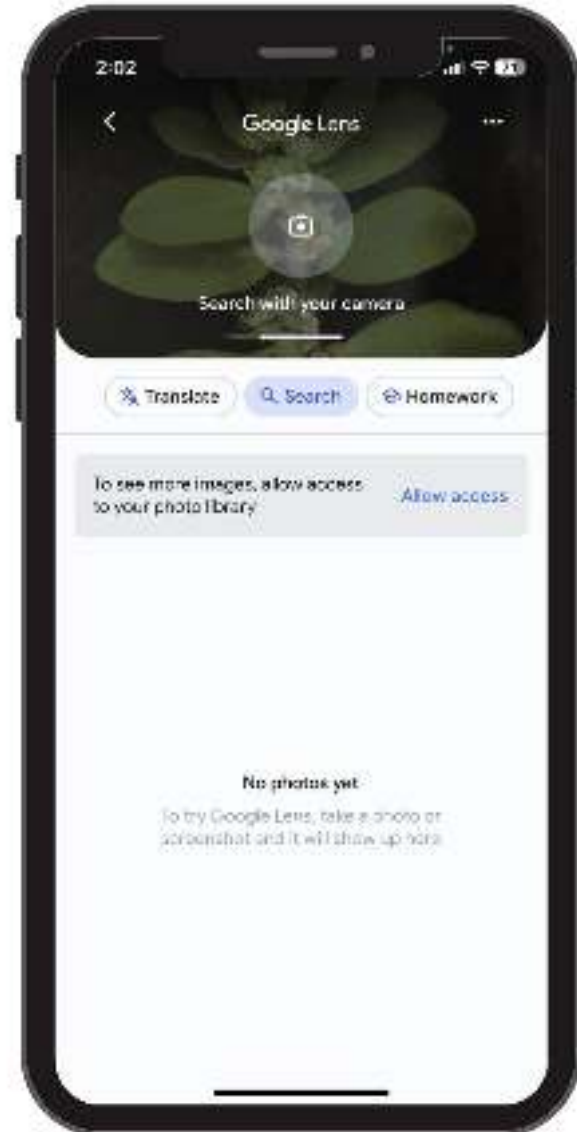 2:02
Google Lens
Search with your camera
Translate
Search
Homework
To see more images, allow access
to your photo library
Allow access
No photos yet
To try Google Lens, take a photo or
screenshot and it will show up here